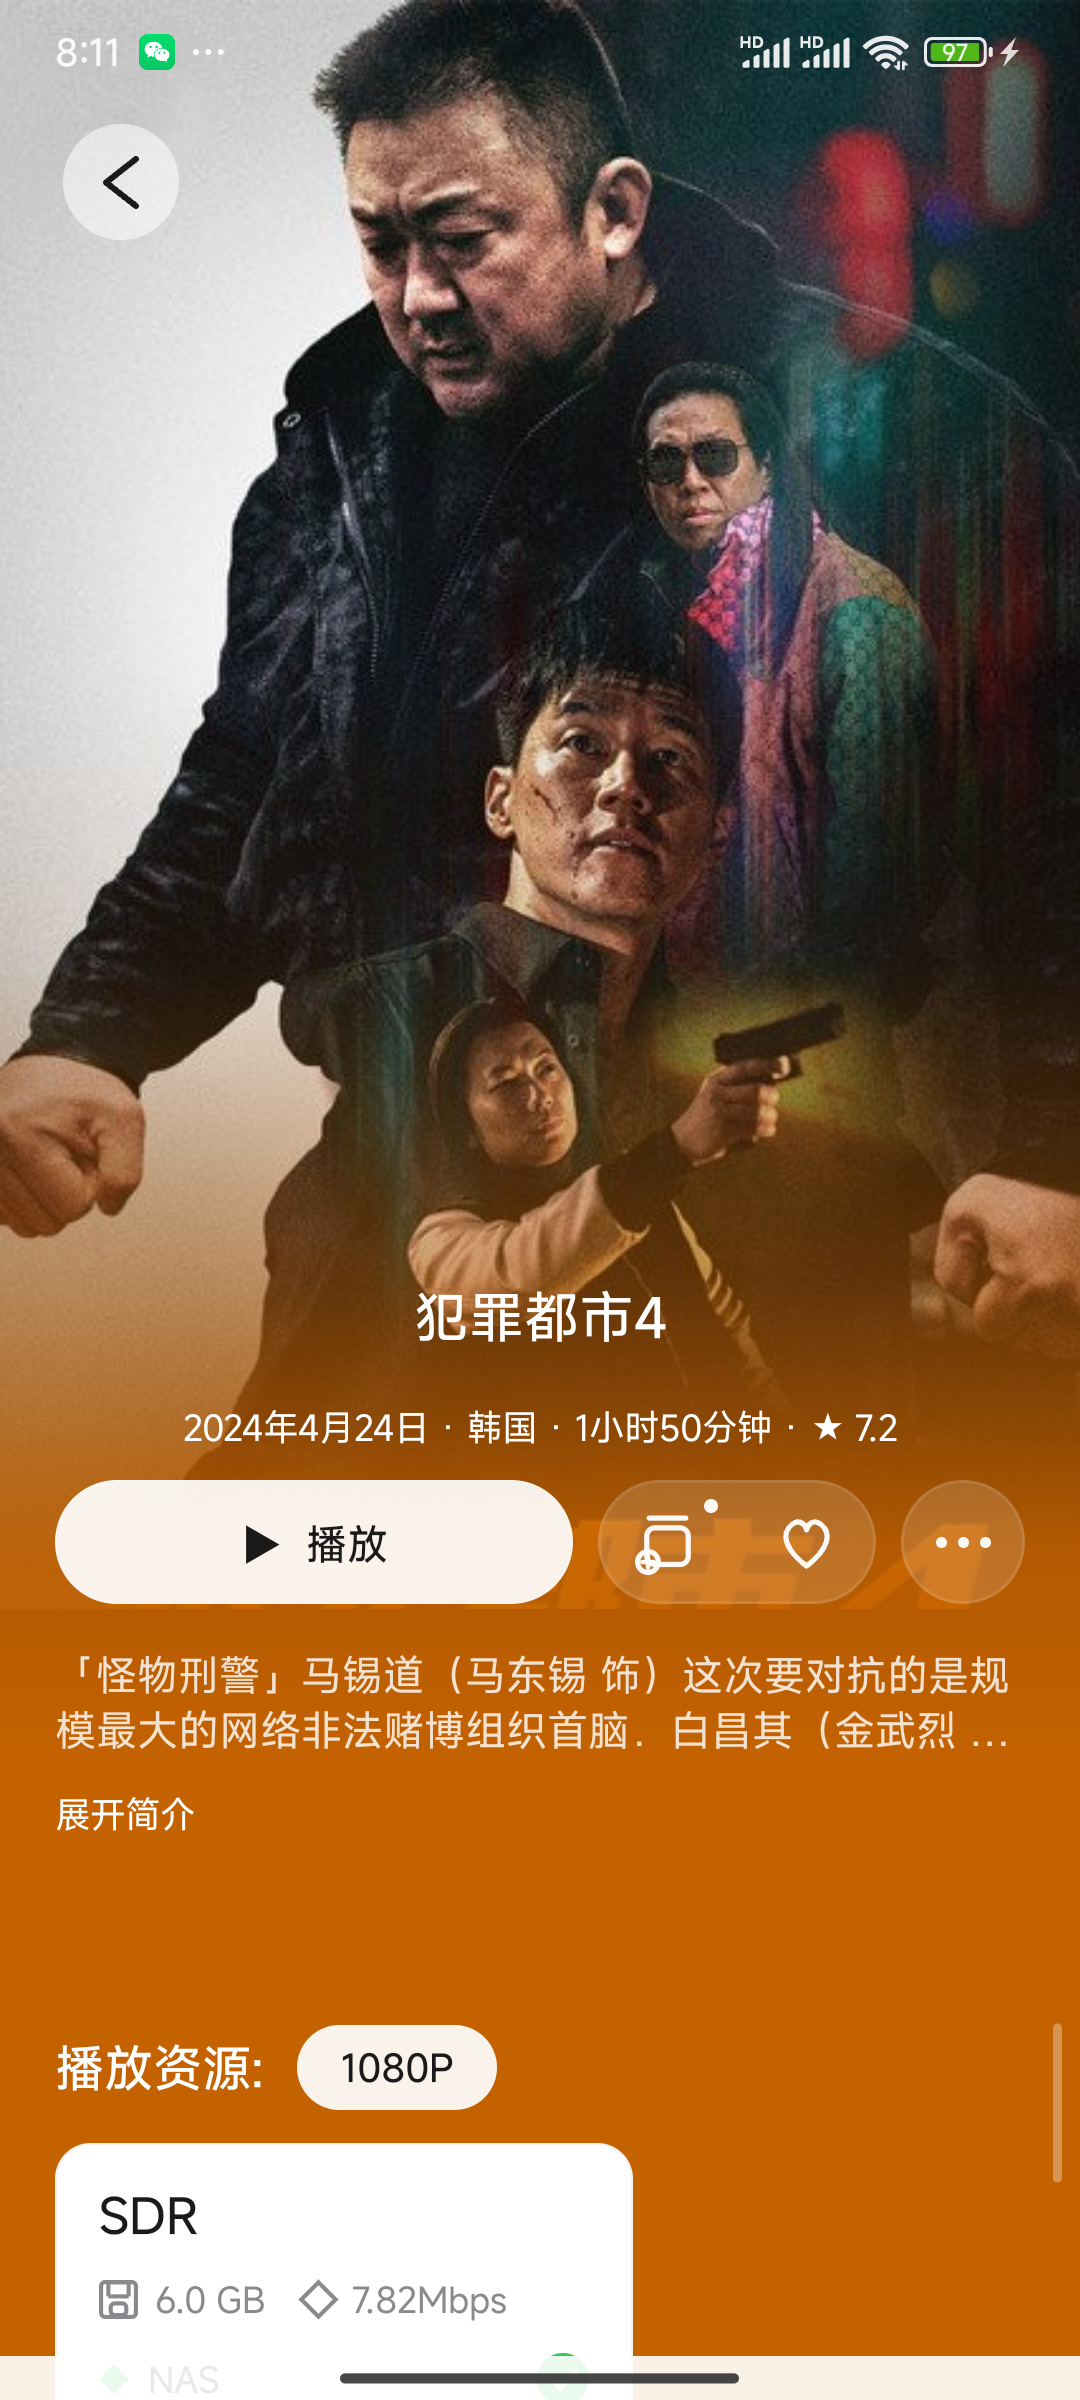 8:11
HD HD 97
犯罪都市4
2024年4月24日 · 韩国 · 1小时50分钟 · ★ 7.2
播放
「怪物刑警」马锡道（马东锡 饰）这次要对抗的是规
模最大的网络非法赌博组织首脑．白昌其（金武烈 ...
展开简介
播放资源: 1080P
SDR
6.0 GB 7.82Mbps
NAS